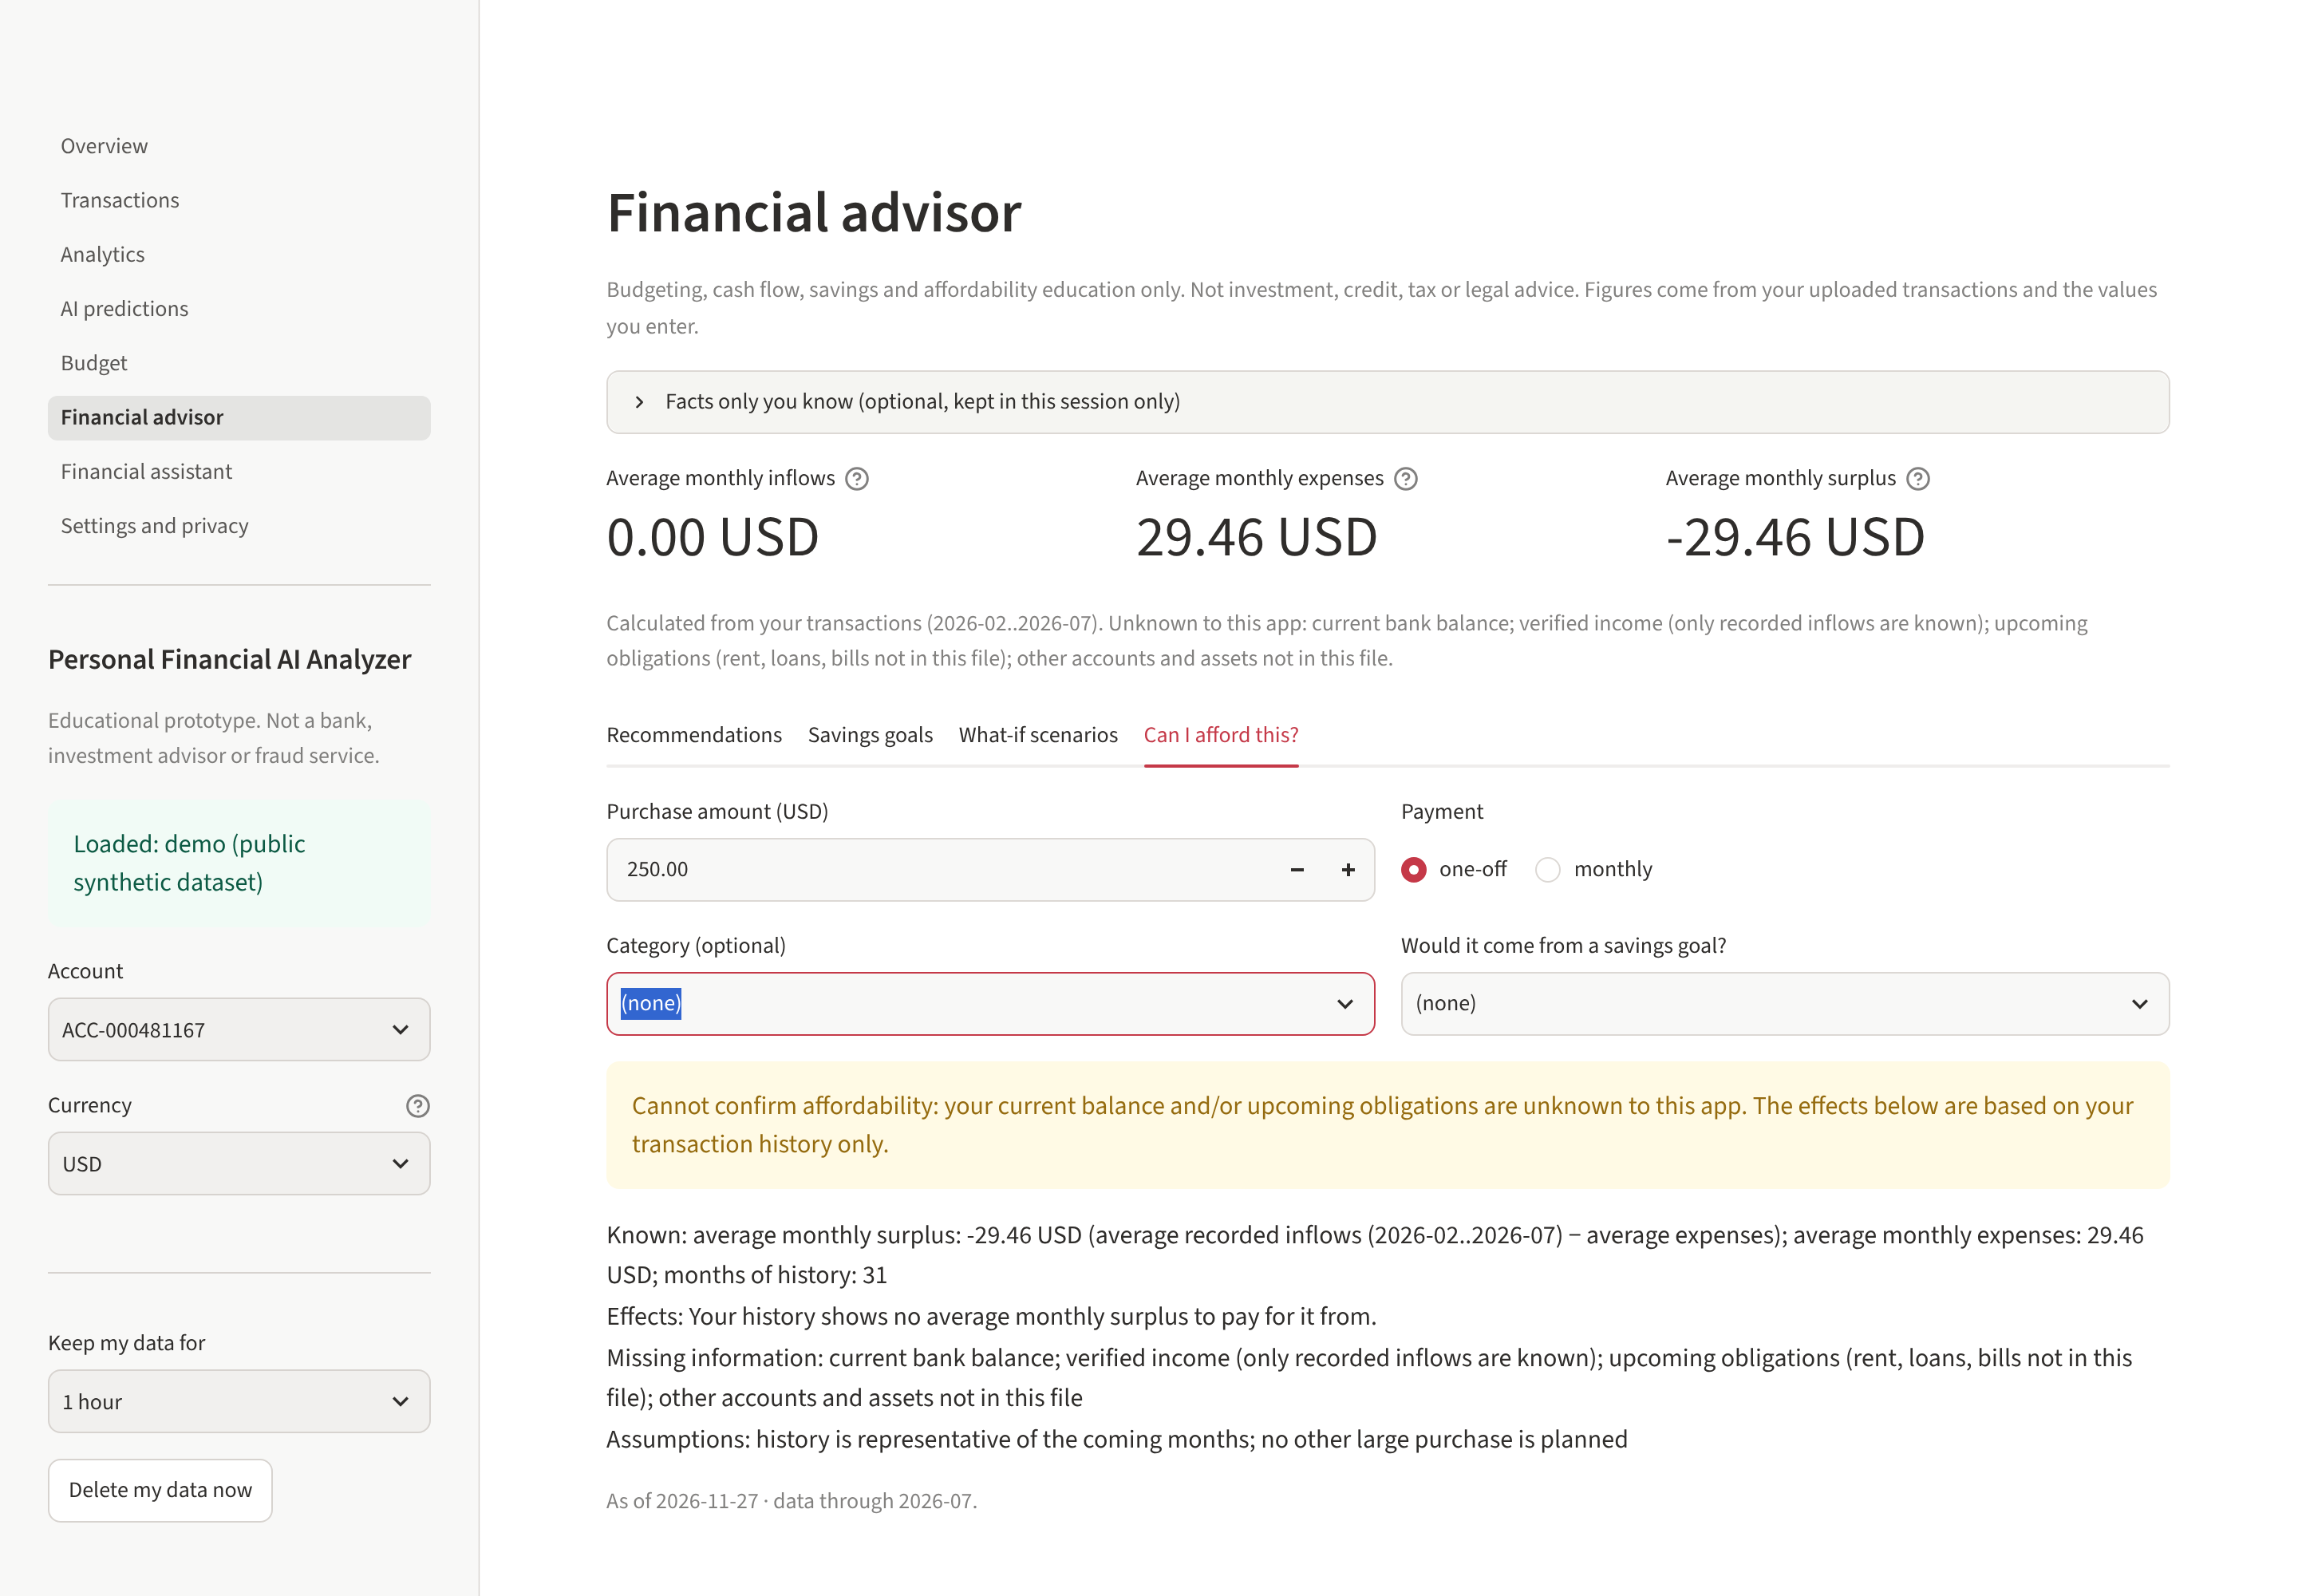 Overview
Transactions
Analytics
AI predictions
Budget
Financial advisor
Financial assistant
Settings and privacy
Personal Financial AI Analyzer
Educational prototype. Not a bank,
investment advisor or fraud service.
Loaded: demo (public
synthetic dataset)
Account
ACC-000481167
Currency
USD
Keep my data for
1 hour
Delete my data now
Financial advisor
Budgeting, cash flow, savings and affordability education only. Not investment, credit, tax or legal advice. Figures come from your uploaded transactions and the values
you enter.
Facts only you know (optional, kept in this session only)
Average monthly inflows
0.00 USD
Average monthly expenses
29.46 USD
Average monthly surplus
-29.46 USD
Calculated from your transactions (2026-02..2026-07). Unknown to this app: current bank balance; verified income (only recorded inflows are known); upcoming
obligations (rent, loans, bills not in this file); other accounts and assets not in this file.
Recommendations Savings goals What-if scenarios Can I afford this?
Purchase amount (USD)
250.00
Payment
one-off monthly
Category (optional)
(none)
Would it come from a savings goal?
(none)
Cannot confirm affordability: your current balance and/or upcoming obligations are unknown to this app. The effects below are based on your
transaction history only.
Known: average monthly surplus: -29.46 USD (average recorded inflows (2026-02..2026-07) − average expenses); average monthly expenses: 29.46
USD; months of history: 31
Effects: Your history shows no average monthly surplus to pay for it from.
Missing information: current bank balance; verified income (only recorded inflows are known); upcoming obligations (rent, loans, bills not in this
file); other accounts and assets not in this file
Assumptions: history is representative of the coming months; no other large purchase is planned
As of 2026-11-27 · data through 2026-07.